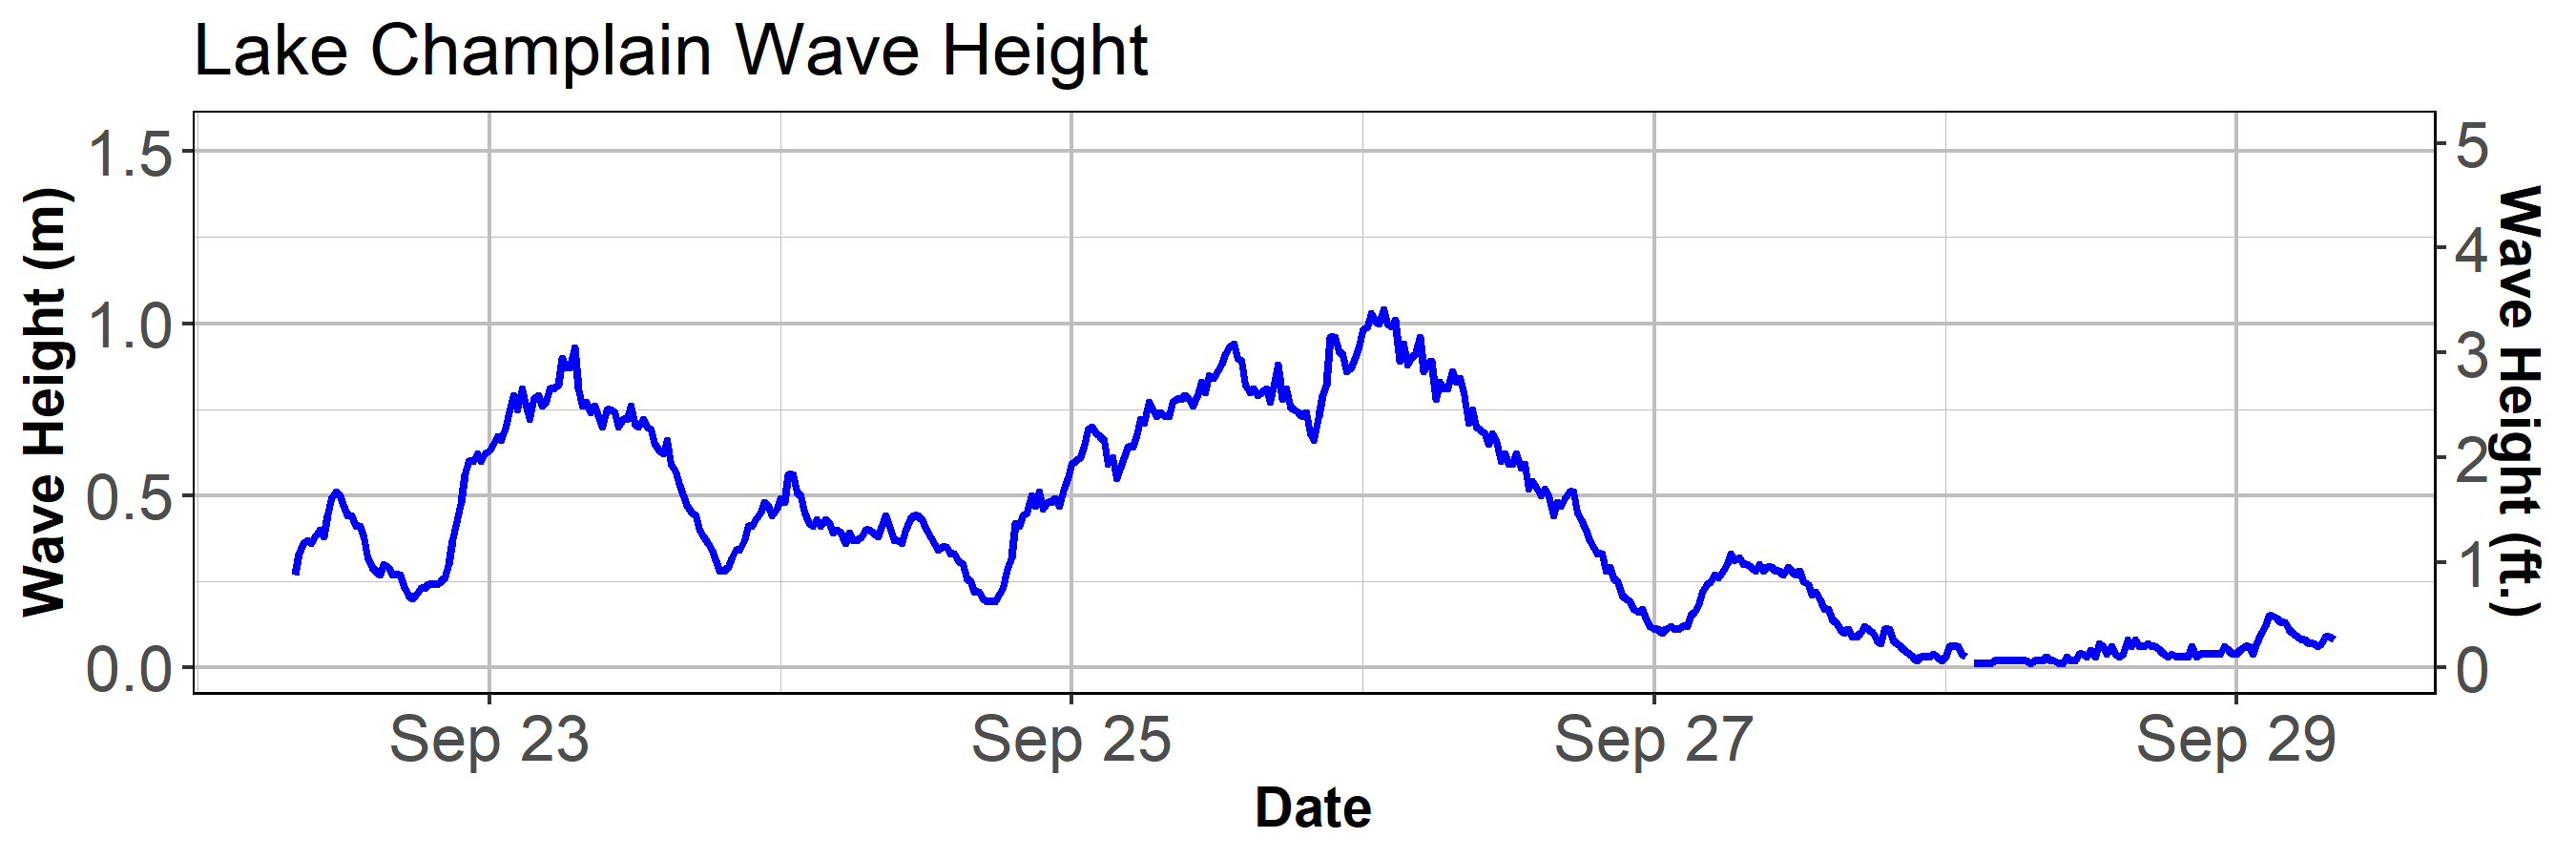 Lake Champlain Wave Height
Wave Height (m)
1.5
1.0
0.5
0.0
5
4
3
2
1
0
Wave Height (ft.)
Sep 23
Sep 25
Sep 27
Sep 29
Date